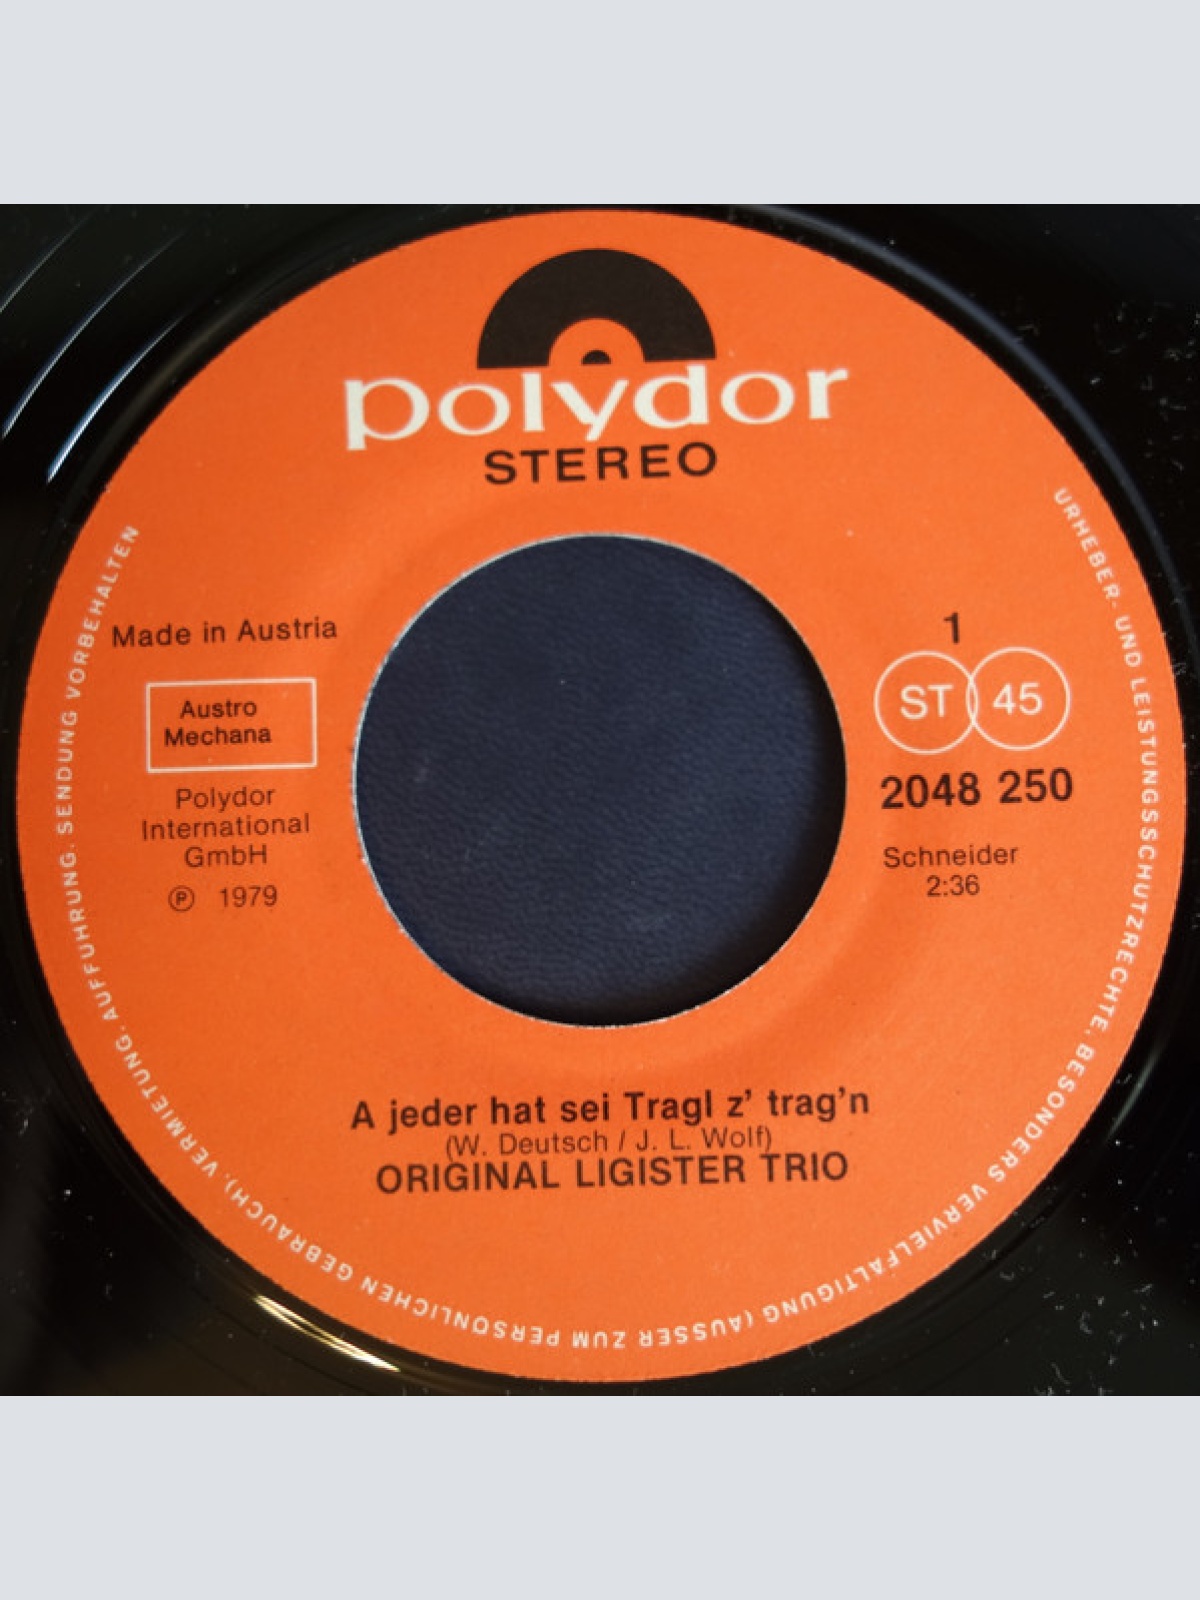 polydor
STEREO
Made in Austria
Austro
Mechana
Polydor
International
GmbH
℗ 1979
1
ST 45
2048 250
Schneider
2:36
A jeder hat sei Tragl z' trag'n
(W. Deutsch / J. L. Wolf)
ORIGINAL LIGISTER TRIO
URHEBER- UND LEISTUNGSSCHUTZRECHTE, BESONDERS VERVIELFÄLTIGUNG (AUSSER ZUM PERSÖNLICHEN GEBRAUCH), VERMIETUNG, AUFFÜHRUNG, SENDUNG VORBEHALTEN